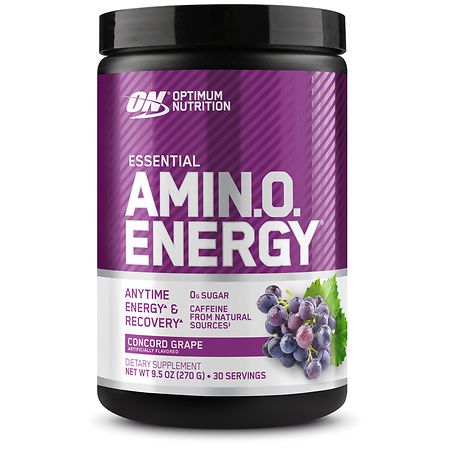 ON® OPTIMUM
NUTRITION
ESSENTIAL
AMIN.O.
ENERGY
ANYTIME
ENERGY▲ &
RECOVERY▲
0G SUGAR
CAFFEINE
FROM NATURAL
SOURCES‡
CONCORD GRAPE
ARTIFICIALLY FLAVORED
DIETARY SUPPLEMENT
NET WT 9.5 OZ (270 G) • 30 SERVINGS